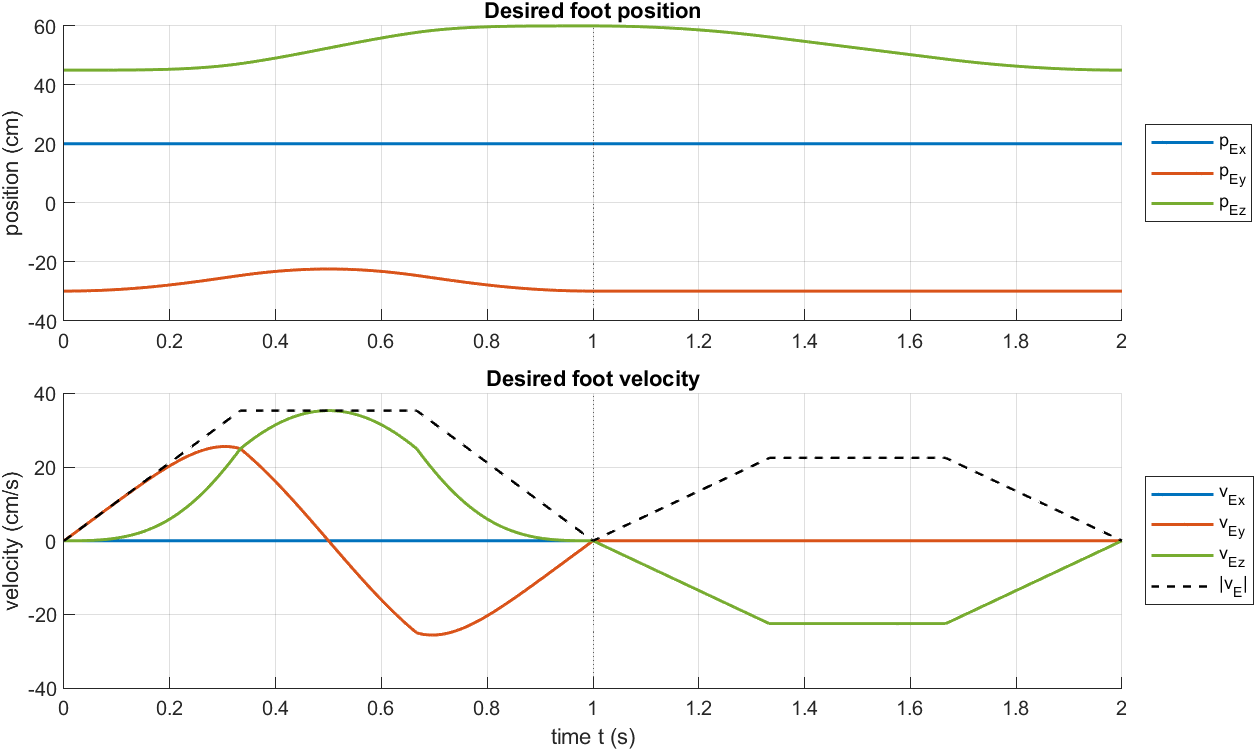 Desired foot position
60
40
20
0
-20
-40
position (cm)
0 0.2 0.4 0.6 0.8 1 1.2 1.4 1.6 1.8 2
p_Ex
p_Ey
p_Ez
Desired foot velocity
40
20
0
-20
-40
velocity (cm/s)
0 0.2 0.4 0.6 0.8 1 1.2 1.4 1.6 1.8 2
time t (s)
v_Ex
v_Ey
v_Ez
|v_E|